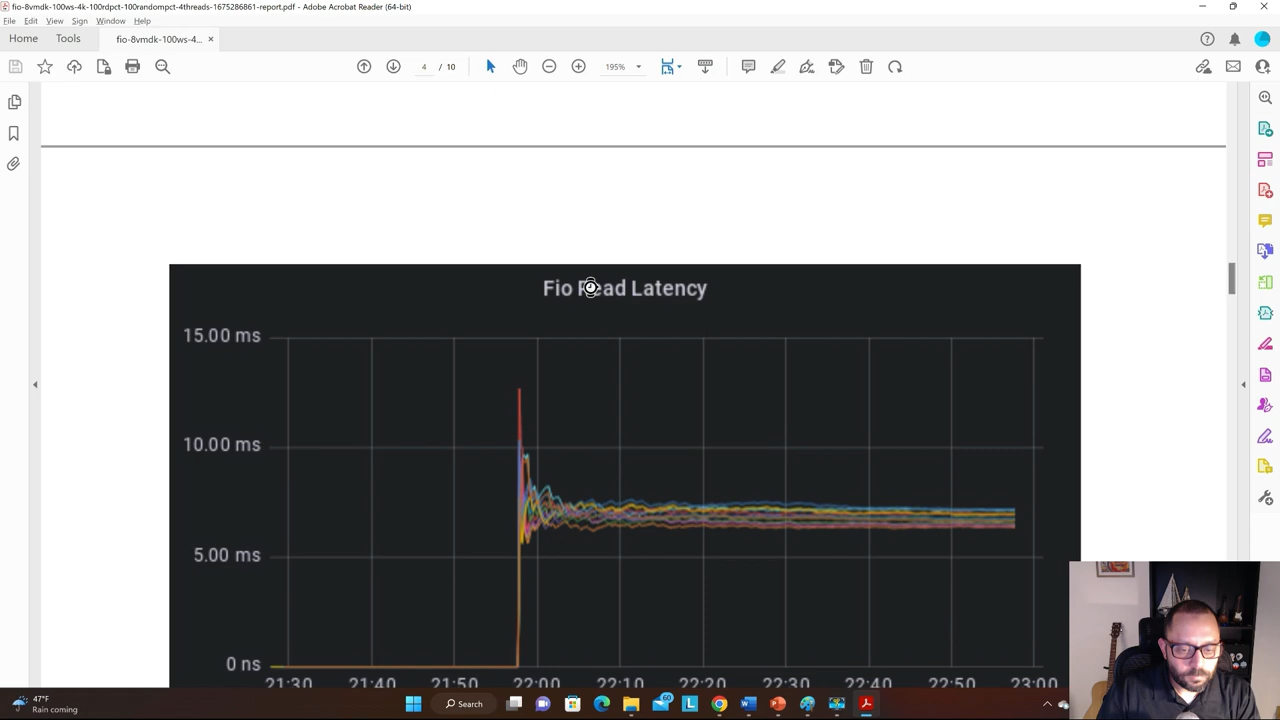 fio-8vmdk-100ws-4k-100rdpct-100randompct-4threads-1675286861-report.pdf - Adobe Acrobat Reader (64-bit)
File Edit View Sign Window Help
Home Tools fio-8vmdk-100ws-4... ×
4 / 10 195%
Fio Read Latency
15.00 ms
10.00 ms
5.00 ms
0 ns
21:30 21:40 21:50 22:00 22:10 22:20 22:30 22:40 22:50 23:00
47°F
Rain coming
Search
60